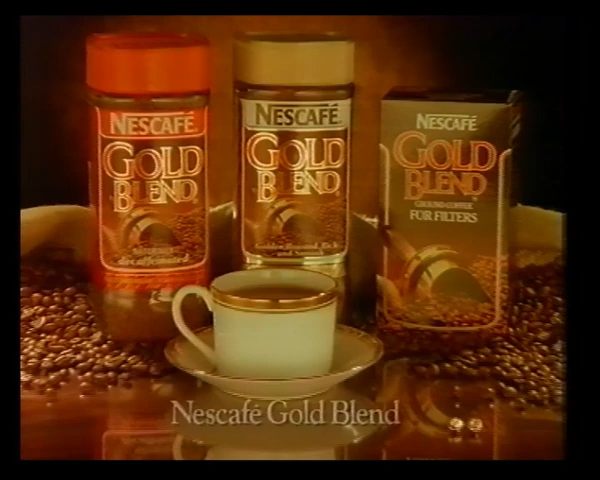 NESCAFÉ
GOLD
BLEND
decaffeinated
NESCAFÉ
GOLD
BLEND
NESCAFÉ
GOLD
BLEND
GROUND COFFEE
FOR FILTERS
Nescafé Gold Blend